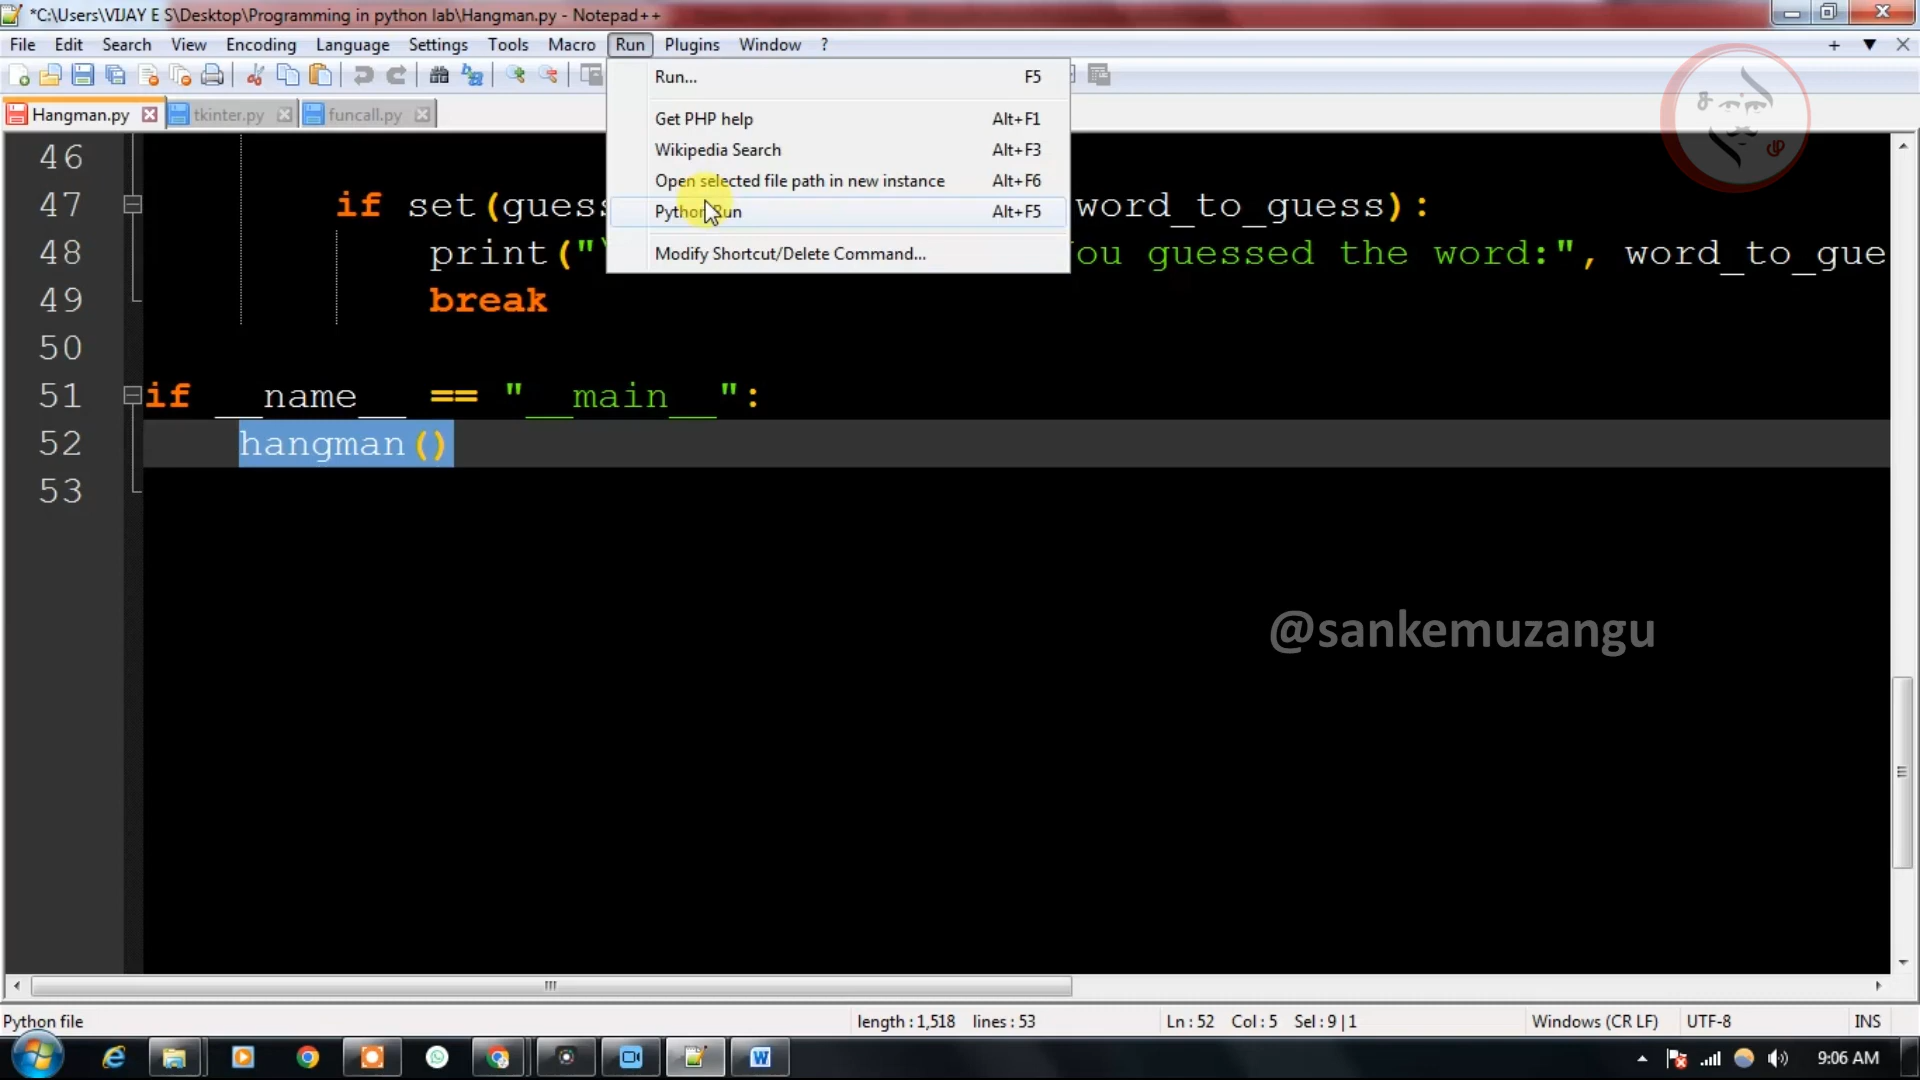 *C:\Users\VIJAY E S\Desktop\Programming in python lab\Hangman.py - Notepad++
File Edit Search View Encoding Language Settings Tools Macro Run Plugins Window ?
Hangman.py tkinter.py funcall.py
Run... F5
Get PHP help Alt+F1
Wikipedia Search Alt+F3
Open selected file path in new instance Alt+F6
Python Run Alt+F5
Modify Shortcut/Delete Command...
46
47 if set(guess word_to_guess):
48 print(" ou guessed the word:", word_to_gue
49 break
50
51 if __name__ == "__main__":
52 hangman()
53
@sankemuzangu
Python file length : 1,518 lines : 53 Ln : 52 Col : 5 Sel : 9 | 1 Windows (CR LF) UTF-8 INS
9:06 AM